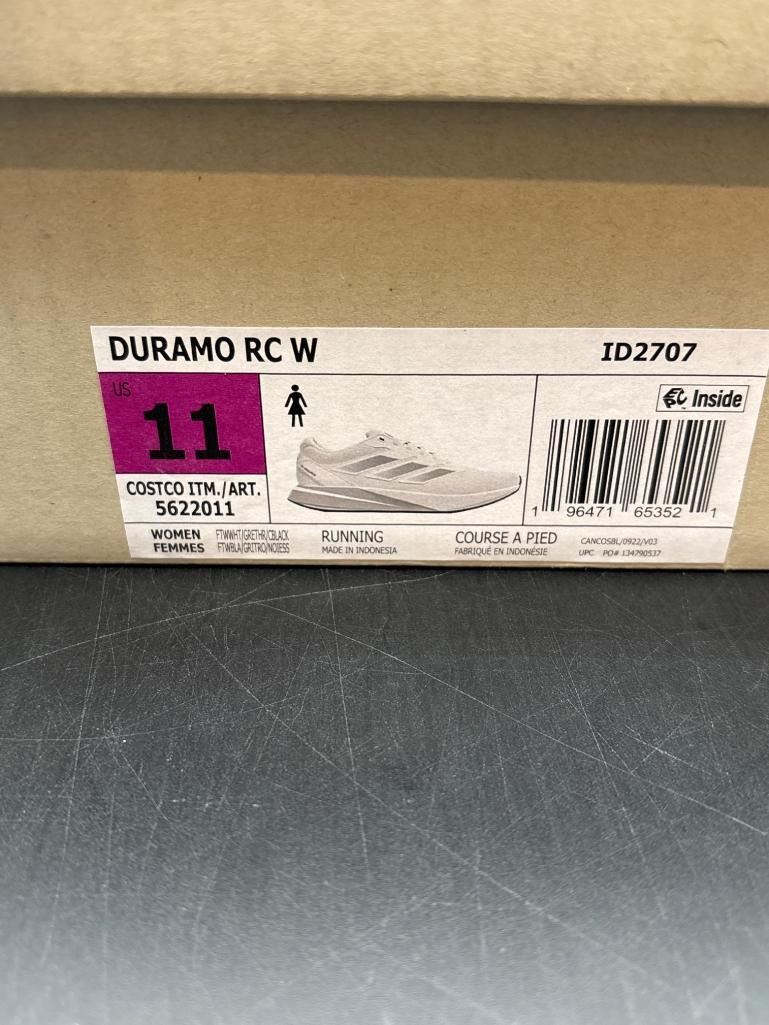 DURAMO RC W
ID2707
US
11
EPC Inside
COSTCO ITM./ART.
5622011
1 96471 65352 1
WOMEN
FEMMES
FTWWHT/GRETHR/CBLACK
FTWBLA/GRITRO/NOIESS
RUNNING
MADE IN INDONESIA
COURSE A PIED
FABRIQUÉ EN INDONÉSIE
CANCOSBL/0922/V03
UPC PO# 134790537